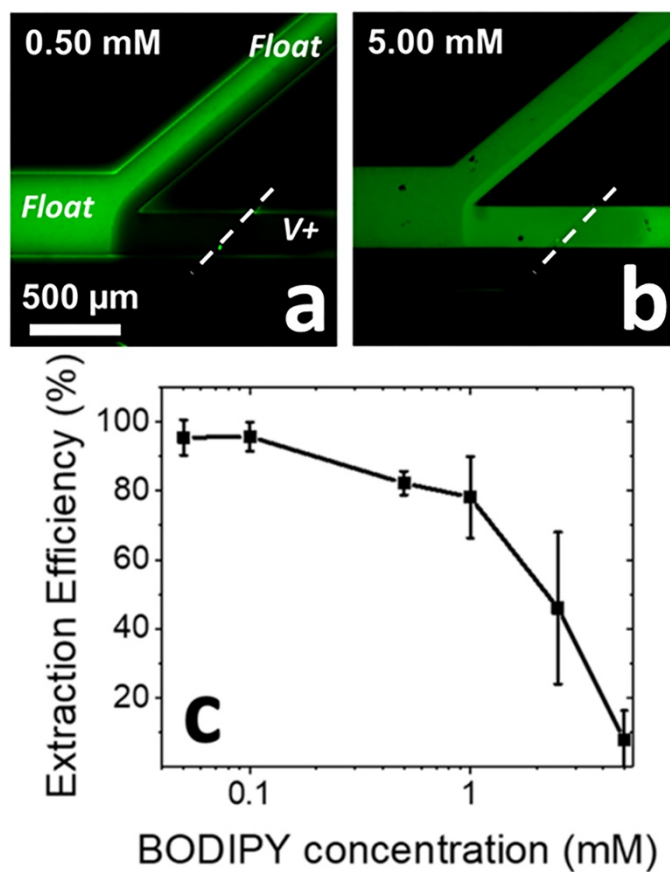 0.50 mM
Float
Float
V+
500 µm
a
5.00 mM
b
Extraction Efficiency (%)
100
80
60
40
20
c
0.1
1
BODIPY concentration (mM)